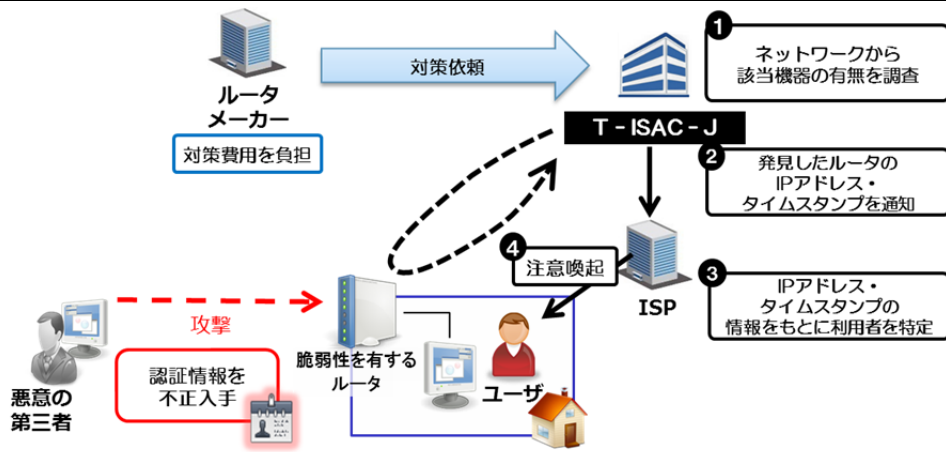 ルータ
メーカー
対策費用を負担
対策依頼
T-ISAC-J
1
ネットワークから
該当機器の有無を調査
2
発見したルータの
IPアドレス・
タイムスタンプを通知
ISP
3
IPアドレス・
タイムスタンプの
情報をもとに利用者を特定
4
注意喚起
悪意の
第三者
攻撃
認証情報を
不正入手
脆弱性を有する
ルータ
ユーザ